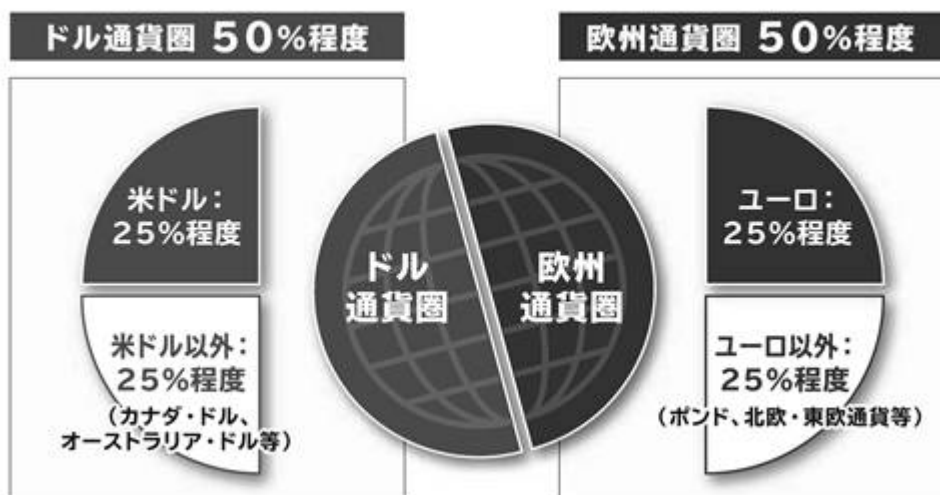 ドル通貨圏 50%程度
欧州通貨圏 50%程度
米ドル：
25%程度
米ドル以外：
25%程度
（カナダ・ドル、
オーストラリア・ドル等）
ドル
通貨圏
欧州
通貨圏
ユーロ：
25%程度
ユーロ以外：
25%程度
（ポンド、北欧・東欧通貨等）